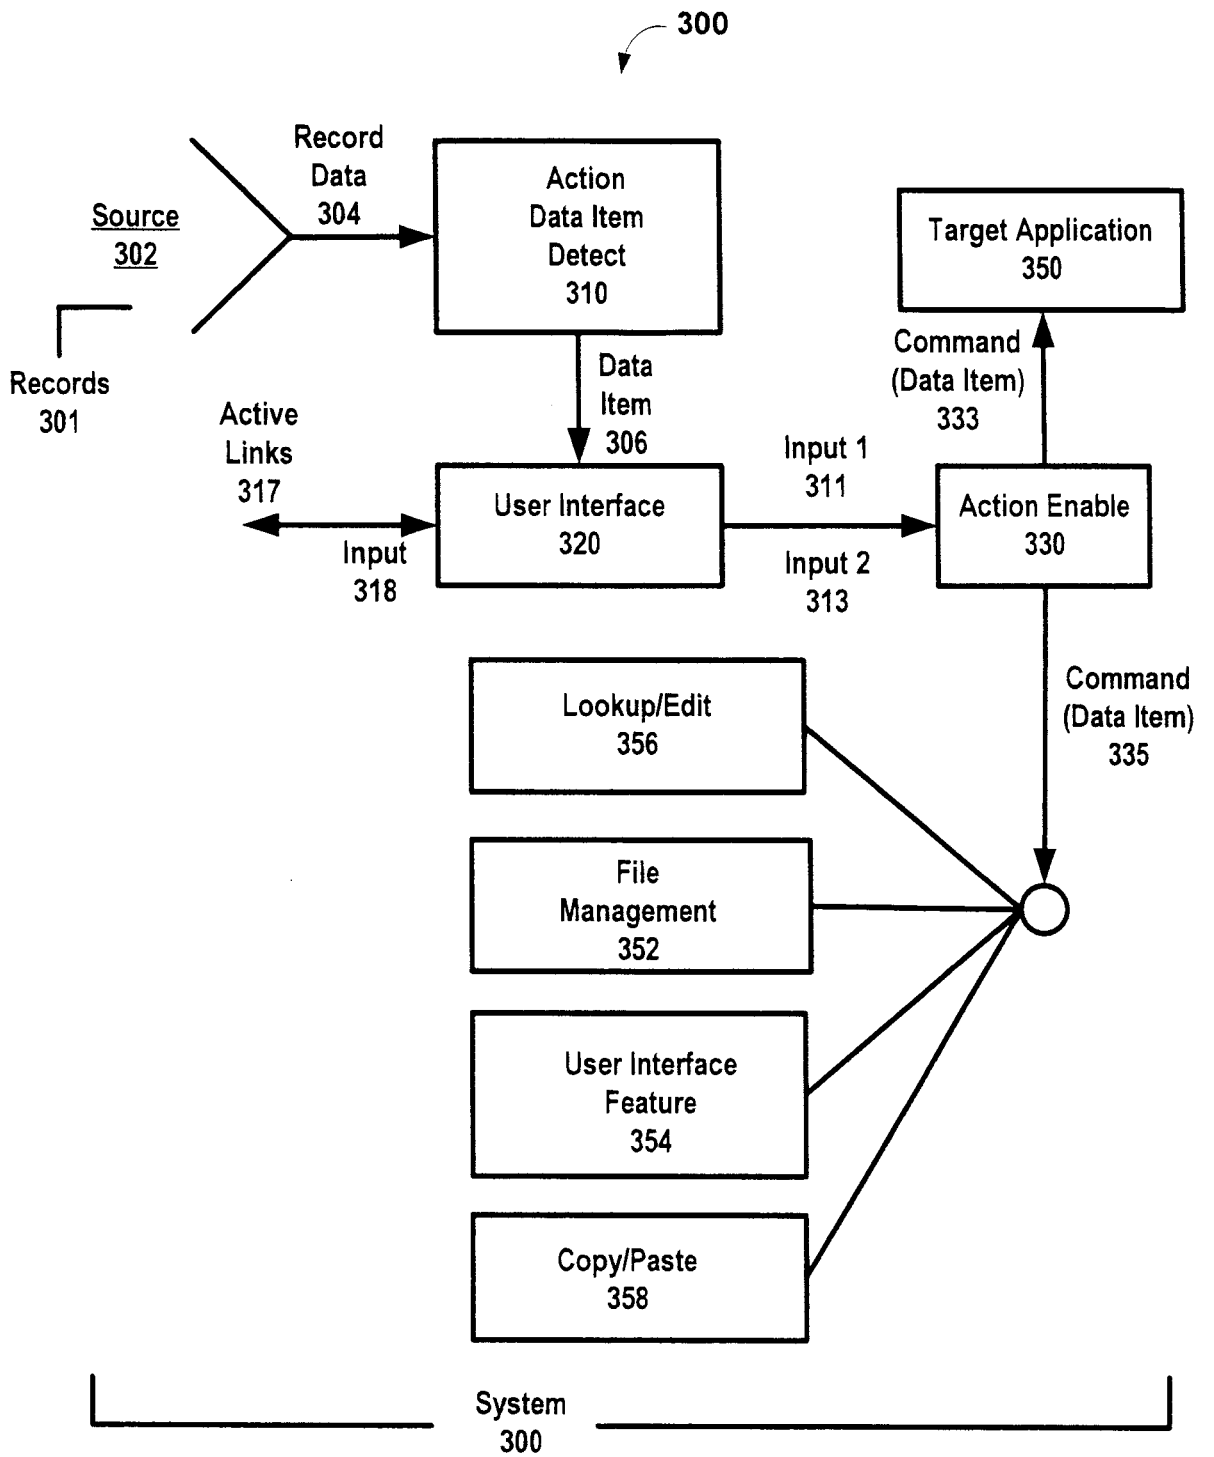 300
Record
Data
304
Source
302
Records
301
Action
Data Item
Detect
310
Target Application
350
Command
(Data Item)
333
Data
Item
306
Active
Links
317
Input
318
User Interface
320
Input 1
311
Input 2
313
Action Enable
330
Command
(Data Item)
335
Lookup/Edit
356
File
Management
352
User Interface
Feature
354
Copy/Paste
358
System
300